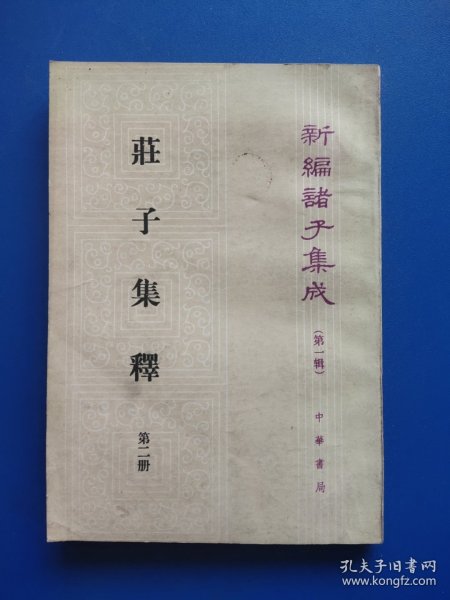 新編諸子集成
（第一辑）
中華書局
莊子集釋
第二册
孔夫子旧书网
www.kongfz.com